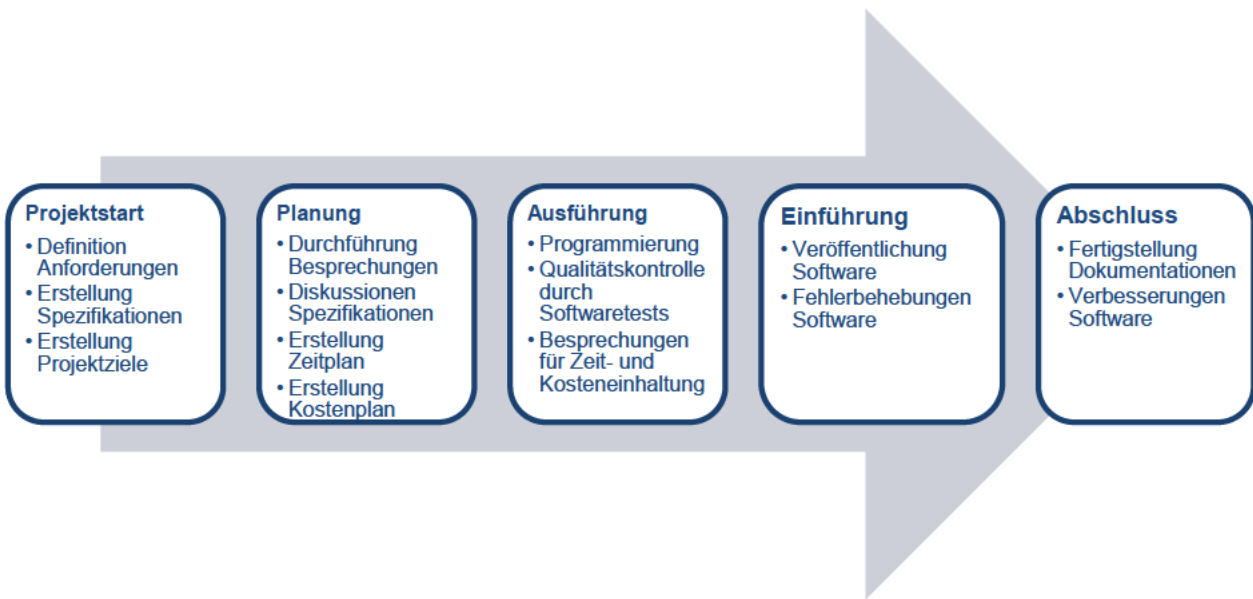 Projektstart
• Definition
Anforderungen
• Erstellung
Spezifikationen
• Erstellung
Projektziele
Planung
• Durchführung
Besprechungen
• Diskussionen
Spezifikationen
• Erstellung
Zeitplan
• Erstellung
Kostenplan
Ausführung
• Programmierung
• Qualitätskontrolle
durch
Softwaretests
• Besprechungen
für Zeit- und
Kosteneinhaltung
Einführung
• Veröffentlichung
Software
• Fehlerbehebungen
Software
Abschluss
• Fertigstellung
Dokumentationen
• Verbesserungen
Software